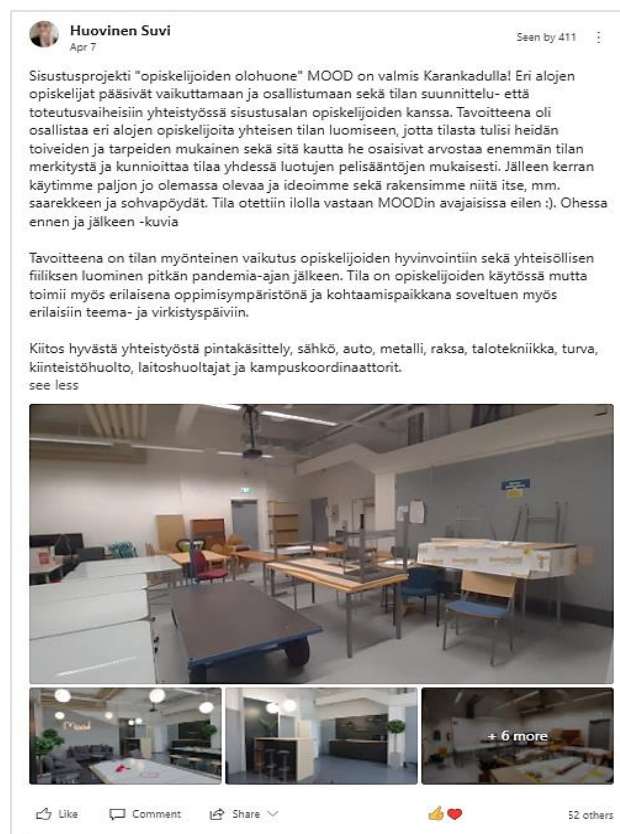 Huovinen Suvi
Apr 7
Seen by 411
Sisustusprojekti "opiskelijoiden olohuone" MOOD on valmis Karankadulla! Eri alojen
opiskelijat pääsivät vaikuttamaan ja osallistumaan sekä tilan suunnittelu- että
toteutusvaiheisiin yhteistyössä sisustusalan opiskelijoiden kanssa. Tavoitteena oli
osallistaa eri alojen opiskelijoita yhteisen tilan luomiseen, jotta tilasta tulisi heidän
toiveiden ja tarpeiden mukainen sekä sitä kautta he osaisivat arvostaa enemmän tilan
merkitystä ja kunnioittaa tilaa yhdessä luotujen pelisääntöjen mukaisesti. Jälleen kerran
käytimme paljon jo olemassa olevaa ja ideoimme sekä rakensimme niitä itse, mm.
saarekkeen ja sohvapöydät. Tila otettiin ilolla vastaan MOODin avajaisissa eilen :). Ohessa
ennen ja jälkeen -kuvia
Tavoitteena on tilan myönteinen vaikutus opiskelijoiden hyvinvointiin sekä yhteisöllisen
fiiliksen luominen pitkän pandemia-ajan jälkeen. Tila on opiskelijoiden käytössä mutta
toimii myös erilaisena oppimisympäristönä ja kohtaamispaikkana soveltuen myös
erilaisiin teema- ja virkistyspäiviin.
Kiitos hyvästä yhteistyöstä pintakäsittely, sähkö, auto, metalli, raksa, talotekniikka, turva,
kiinteistöhuolto, laitoshuoltajat ja kampuskoordinaattorit.
see less
Mood
+ 6 more
Like
Comment
Share
52 others